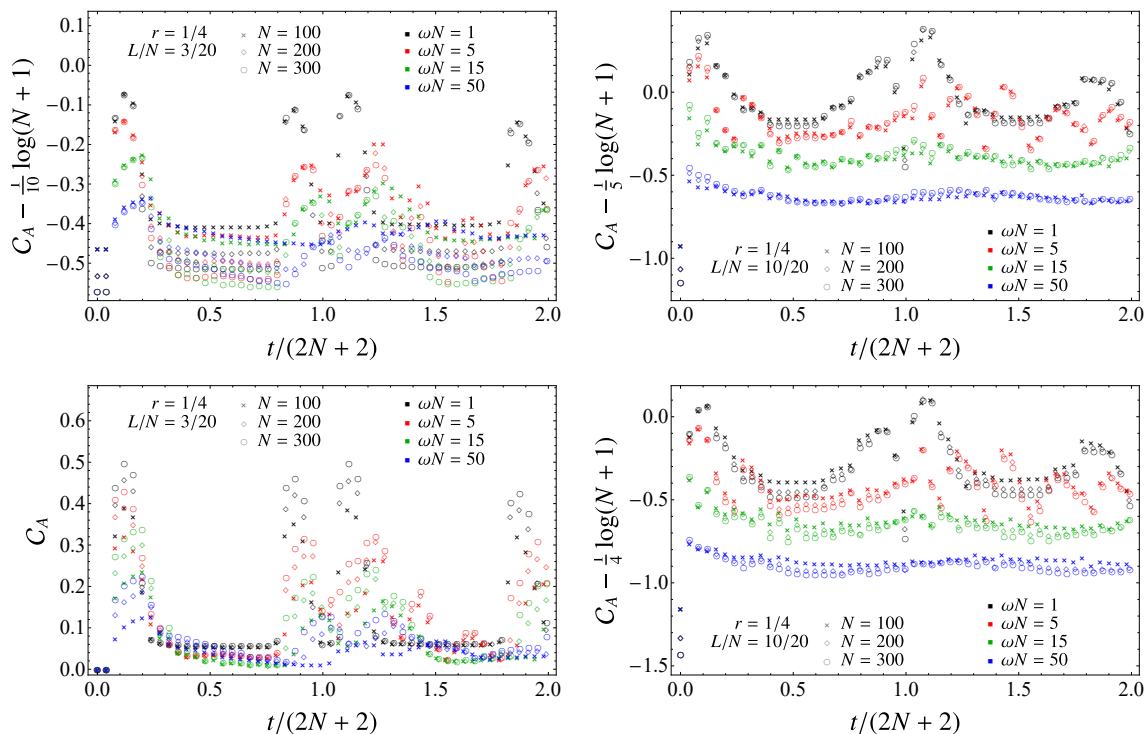 0.1
0.0
−0.1
−0.2
−0.3
−0.4
−0.5
C_A − 1/10 log(N + 1)
r = 1/4
L/N = 3/20
× N = 100
◇ N = 200
○ N = 300
■ ωN = 1
■ ωN = 5
■ ωN = 15
■ ωN = 50
0.0 0.5 1.0 1.5 2.0
t/(2N + 2)
0.0
−0.5
−1.0
C_A − 1/5 log(N + 1)
r = 1/4
L/N = 10/20
× N = 100
◇ N = 200
○ N = 300
■ ωN = 1
■ ωN = 5
■ ωN = 15
■ ωN = 50
0.0 0.5 1.0 1.5 2.0
t/(2N + 2)
0.6
0.5
0.4
0.3
0.2
0.1
0.0
C_A
r = 1/4
L/N = 3/20
× N = 100
◇ N = 200
○ N = 300
■ ωN = 1
■ ωN = 5
■ ωN = 15
■ ωN = 50
0.0 0.5 1.0 1.5 2.0
t/(2N + 2)
0.0
−0.5
−1.0
−1.5
C_A − 1/4 log(N + 1)
r = 1/4
L/N = 10/20
× N = 100
◇ N = 200
○ N = 300
■ ωN = 1
■ ωN = 5
■ ωN = 15
■ ωN = 50
0.0 0.5 1.0 1.5 2.0
t/(2N + 2)